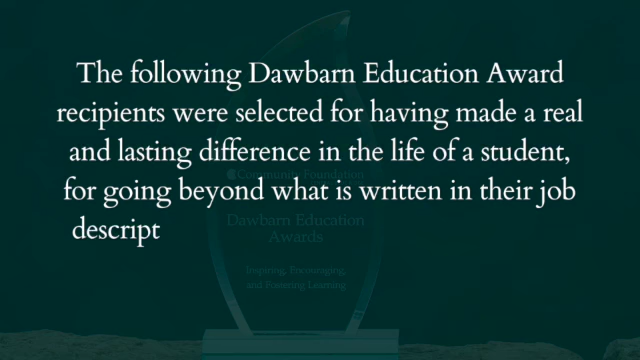 The following Dawbarn Education Award
recipients were selected for having made a real
and lasting difference in the life of a student,
for going beyond what is written in their job
descript
Community Foundation
Dawbarn Education
Awards
Inspiring, Encouraging,
and Fostering Learning